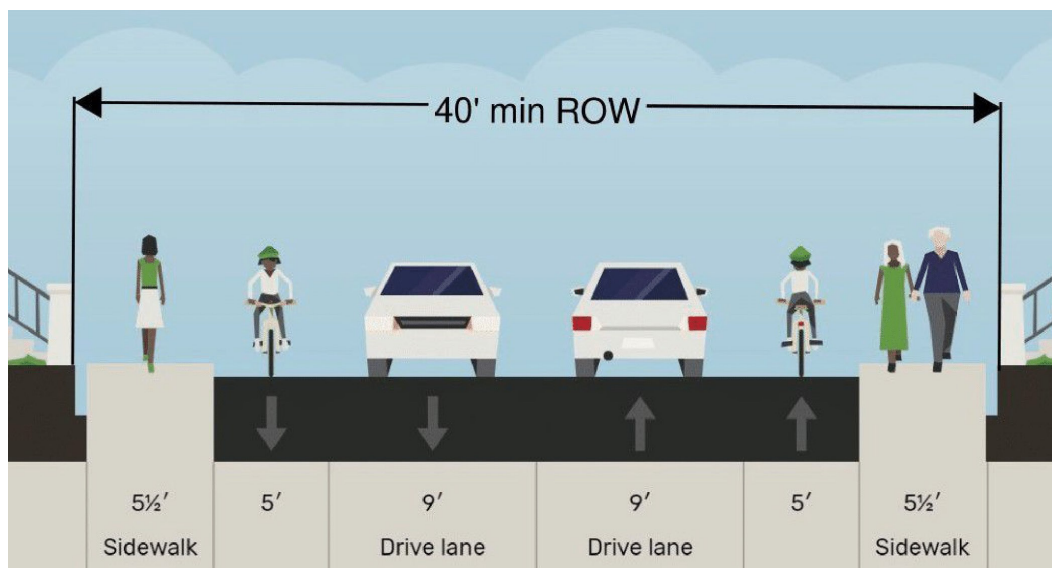 40' min ROW
5½′ 5′ 9′ 9′ 5′ 5½′
Sidewalk Drive lane Drive lane Sidewalk